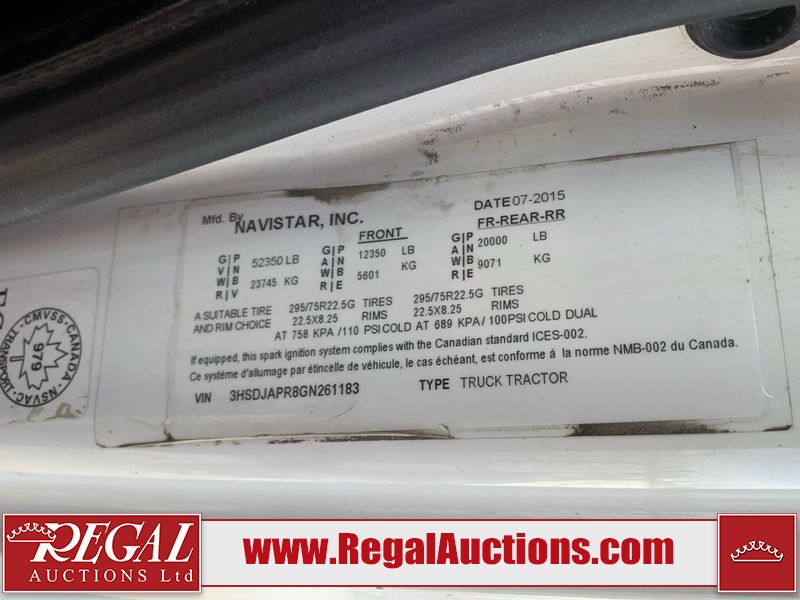 Mfd. By NAVISTAR, INC. DATE 07-2015
FRONT FR-REAR-RR
G|P 52350 LB G|P 12350 LB G|P 20000 LB
V|N A|N A|N
W|B 23745 KG W|B 5601 KG W|B 9071 KG
R|V R|E R|E
A SUITABLE TIRE 295/75R22.5G TIRES 295/75R22.5G TIRES
AND RIM CHOICE 22.5X8.25 RIMS 22.5X8.25 RIMS
AT 758 KPA /110 PSI COLD AT 689 KPA / 100PSI COLD DUAL
If equipped, this spark ignition system complies with the Canadian standard ICES-002.
Ce système d'allumage par étincelle de véhicule, le cas échéant, est conforme à la norme NMB-002 du Canada.
VIN 3HSDJAPR8GN261183 TYPE TRUCK TRACTOR
CMVSS-CANADA-NSVAC
TRANSPORT
979
REGAL
AUCTIONS Ltd
www.RegalAuctions.com